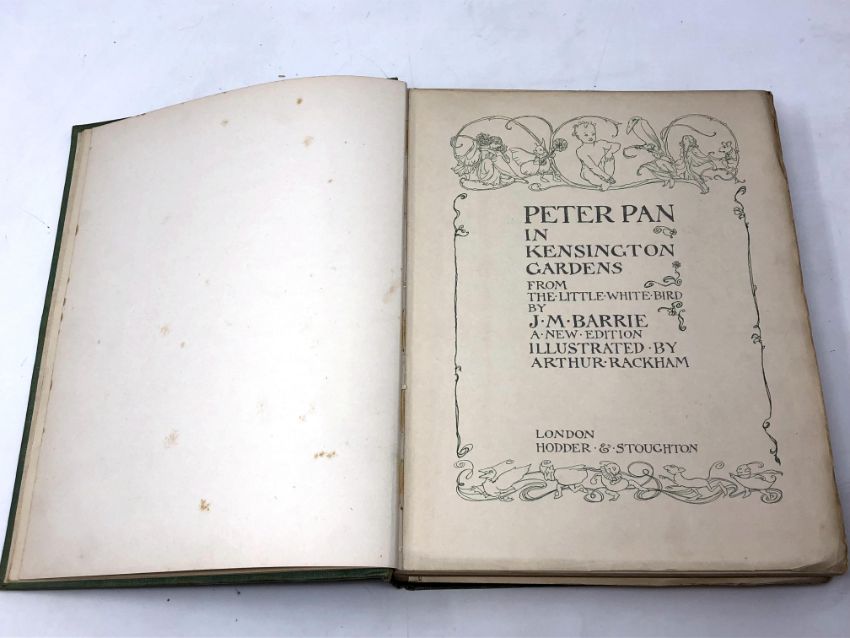 PETER PAN
IN
KENSINGTON
GARDENS
FROM
THE·LITTLE·WHITE·BIRD
BY
J·M·BARRIE
A·NEW·EDITION
ILLUSTRATED·BY
ARTHUR·RACKHAM
LONDON
HODDER·&·STOUGHTON